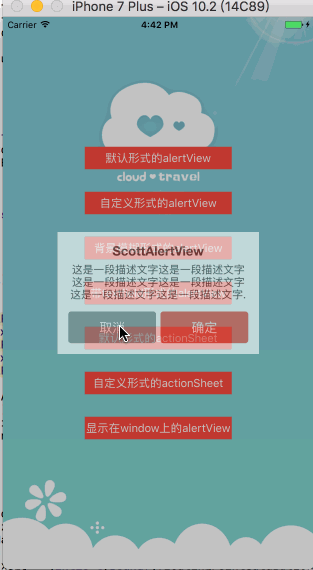 iPhone 7 Plus – iOS 10.2 (14C89)
Carrier
4:42 PM
默认形式的alertView
cloud travel
自定义形式的alertView
ScottAlertView
这是一段描述文字这是一段描述文字
这是一段描述文字这是一段描述文字
这是一段描述文字这是一段描述文字.
取消
确定
默认形式的actionSheet
自定义形式的actionSheet
显示在window上的alertView